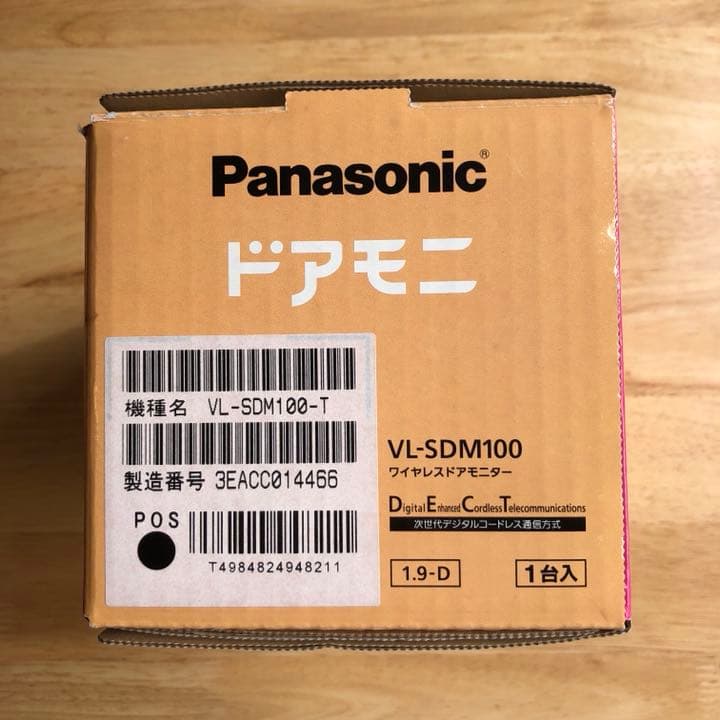 Panasonic®
ドアモニ
機種名 VL-SDM100-T
製造番号 3EACC014466
POS
T4984824948211
VL-SDM100
ワイヤレスドアモニター
Digital Enhanced Cordless Telecommunications
次世代デジタルコードレス通信方式
1.9-D
1台入